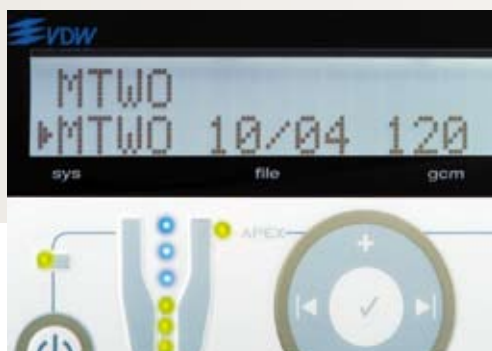 VDW
MTWO
▶MTWO 10/04 120
sys file gcm
APEX